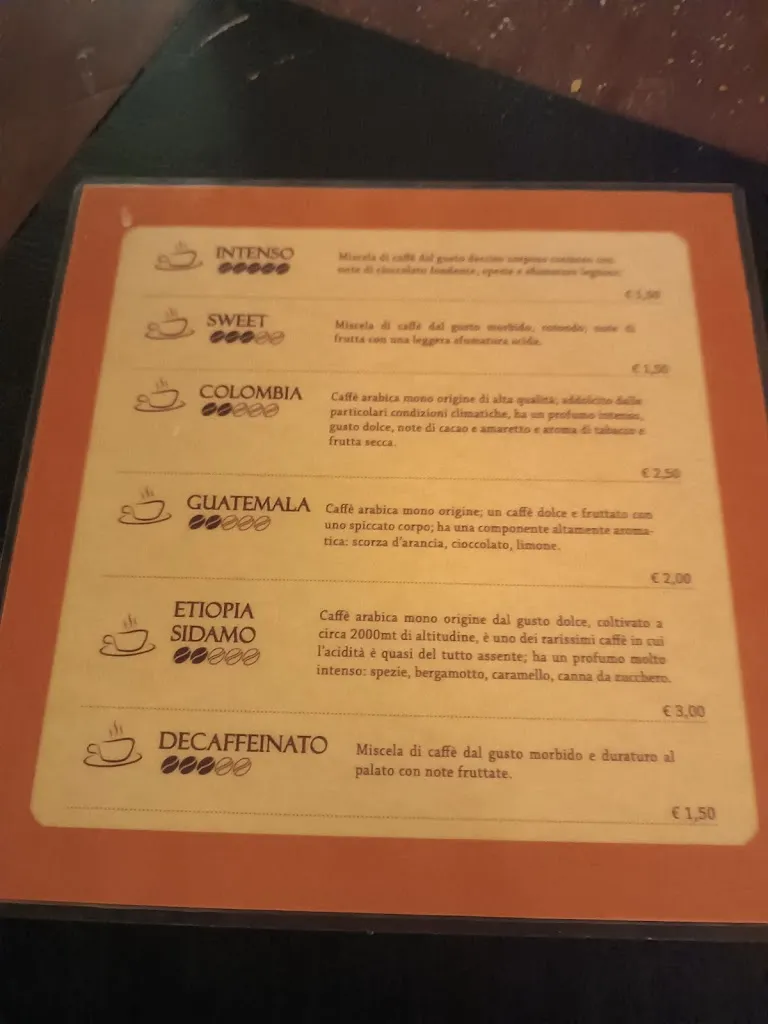 INTENSO
Miscela di caffè dal gusto deciso corposo cremoso con
note di cioccolato fondente, spezie e sfumature legnose.
€ 1,50
SWEET
Miscela di caffè dal gusto morbido, rotondo; note di
frutta con una leggera sfumatura acida.
€ 1,50
COLOMBIA
Caffè arabica mono origine di alta qualità; addolcito dalle
particolari condizioni climatiche, ha un profumo intenso,
gusto dolce, note di cacao e amaretto e aroma di tabacco e
frutta secca.
€ 2,50
GUATEMALA
Caffè arabica mono origine; un caffè dolce e fruttato con
uno spiccato corpo; ha una componente altamente aroma-
tica: scorza d'arancia, cioccolato, limone.
€ 2,00
ETIOPIA
SIDAMO
Caffè arabica mono origine dal gusto dolce, coltivato a
circa 2000mt di altitudine, è uno dei rarissimi caffè in cui
l'acidità è quasi del tutto assente; ha un profumo molto
intenso: spezie, bergamotto, caramello, canna da zucchero.
€ 3,00
DECAFFEINATO
Miscela di caffè dal gusto morbido e duraturo al
palato con note fruttate.
€ 1,50